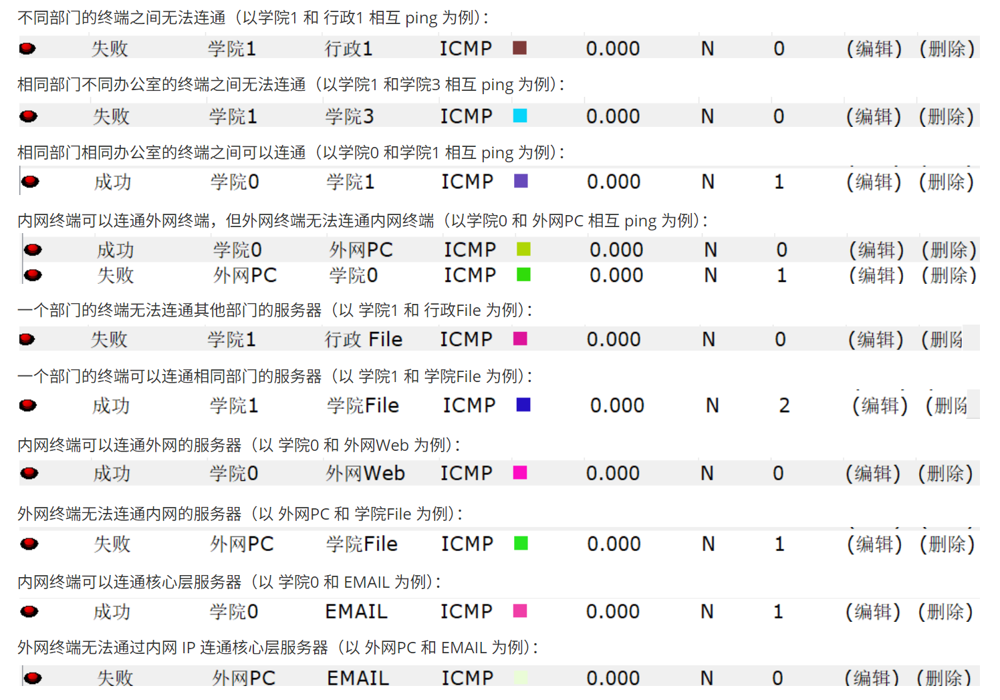 不同部门的终端之间无法连通（以学院1 和 行政1 相互 ping 为例）：
失败 学院1 行政1 ICMP 0.000 N 0 (编辑) (删除)
相同部门不同办公室的终端之间无法连通（以学院1 和学院3 相互 ping 为例）：
失败 学院1 学院3 ICMP 0.000 N 0 (编辑) (删除)
相同部门相同办公室的终端之间可以连通（以学院0 和学院1 相互 ping 为例）：
成功 学院0 学院1 ICMP 0.000 N 1 (编辑) (删除)
内网终端可以连通外网终端，但外网终端无法连通内网终端（以学院0 和 外网PC 相互 ping 为例）：
成功 学院0 外网PC ICMP 0.000 N 0 (编辑) (删除)
失败 外网PC 学院0 ICMP 0.000 N 1 (编辑) (删除)
一个部门的终端无法连通其他部门的服务器（以 学院1 和 行政File 为例）：
失败 学院1 行政 File ICMP 0.000 N 0 (编辑) (删除
一个部门的终端可以连通相同部门的服务器（以 学院1 和 学院File 为例）：
成功 学院1 学院File ICMP 0.000 N 2 (编辑) (删除
内网终端可以连通外网的服务器（以 学院0 和 外网Web 为例）：
成功 学院0 外网Web ICMP 0.000 N 0 (编辑) (删除)
外网终端无法连通内网的服务器（以 外网PC 和 学院File 为例）：
失败 外网PC 学院File ICMP 0.000 N 1 (编辑) (删除)
内网终端可以连通核心层服务器（以 学院0 和 EMAIL 为例）：
成功 学院0 EMAIL ICMP 0.000 N 1 (编辑) (删除)
外网终端无法通过内网 IP 连通核心层服务器（以 外网PC 和 EMAIL 为例）：
失败 外网PC EMAIL ICMP 0.000 N 0 (编辑) (删除)